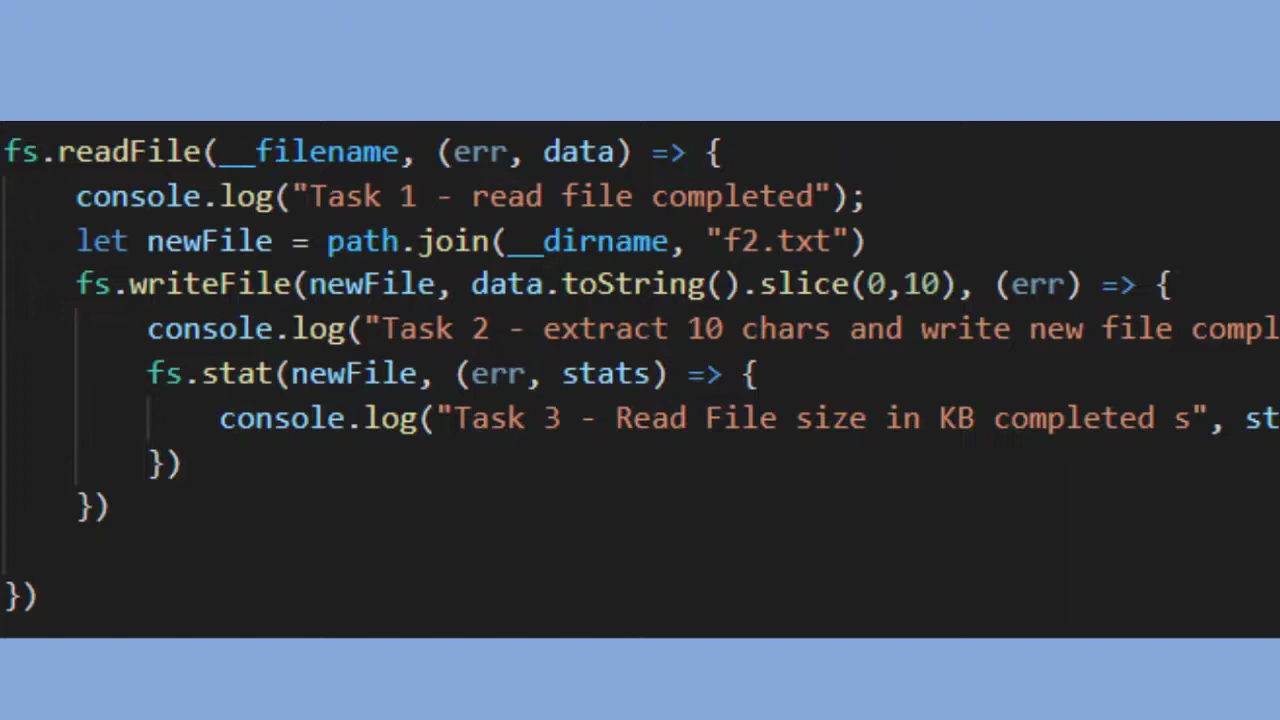 fs.readFile(__filename, (err, data) => {
    console.log("Task 1 - read file completed");
    let newFile = path.join(__dirname, "f2.txt")
    fs.writeFile(newFile, data.toString().slice(0,10), (err) => {
        console.log("Task 2 - extract 10 chars and write new file compl
        fs.stat(newFile, (err, stats) => {
            console.log("Task 3 - Read File size in KB completed s", st
        })
    })
})